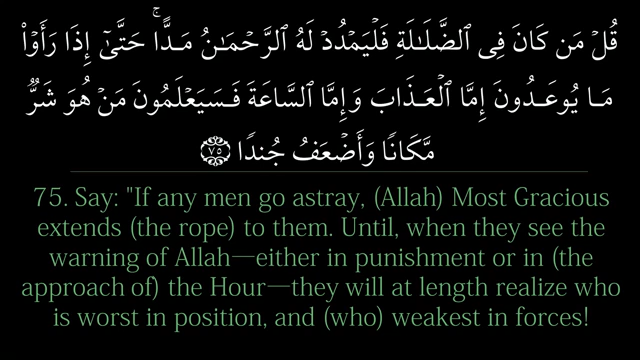 قُلْ مَن كَانَ فِى ٱلضَّلَـٰلَةِ فَلْيَمْدُدْ لَهُ ٱلرَّحْمَـٰنُ مَدًّا ۚ حَتَّىٰٓ إِذَا رَأَوْا۟
مَا يُوعَدُونَ إِمَّا ٱلْعَذَابَ وَإِمَّا ٱلسَّاعَةَ فَسَيَعْلَمُونَ مَنْ هُوَ شَرٌّ
مَّكَانًا وَأَضْعَفُ جُندًا ۝٧٥
75. Say: "If any men go astray, (Allah) Most Gracious
extends (the rope) to them. Until, when they see the
warning of Allah—either in punishment or in (the
approach of) the Hour—they will at length realize who
is worst in position, and (who) weakest in forces!